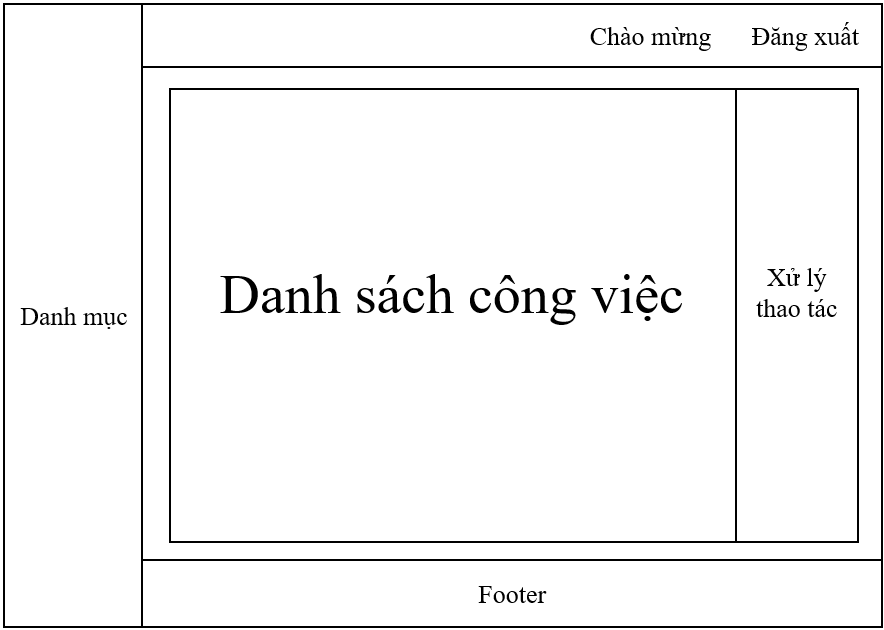 Chào mừng Đăng xuất
Danh mục
Danh sách công việc
Xử lý
thao tác
Footer